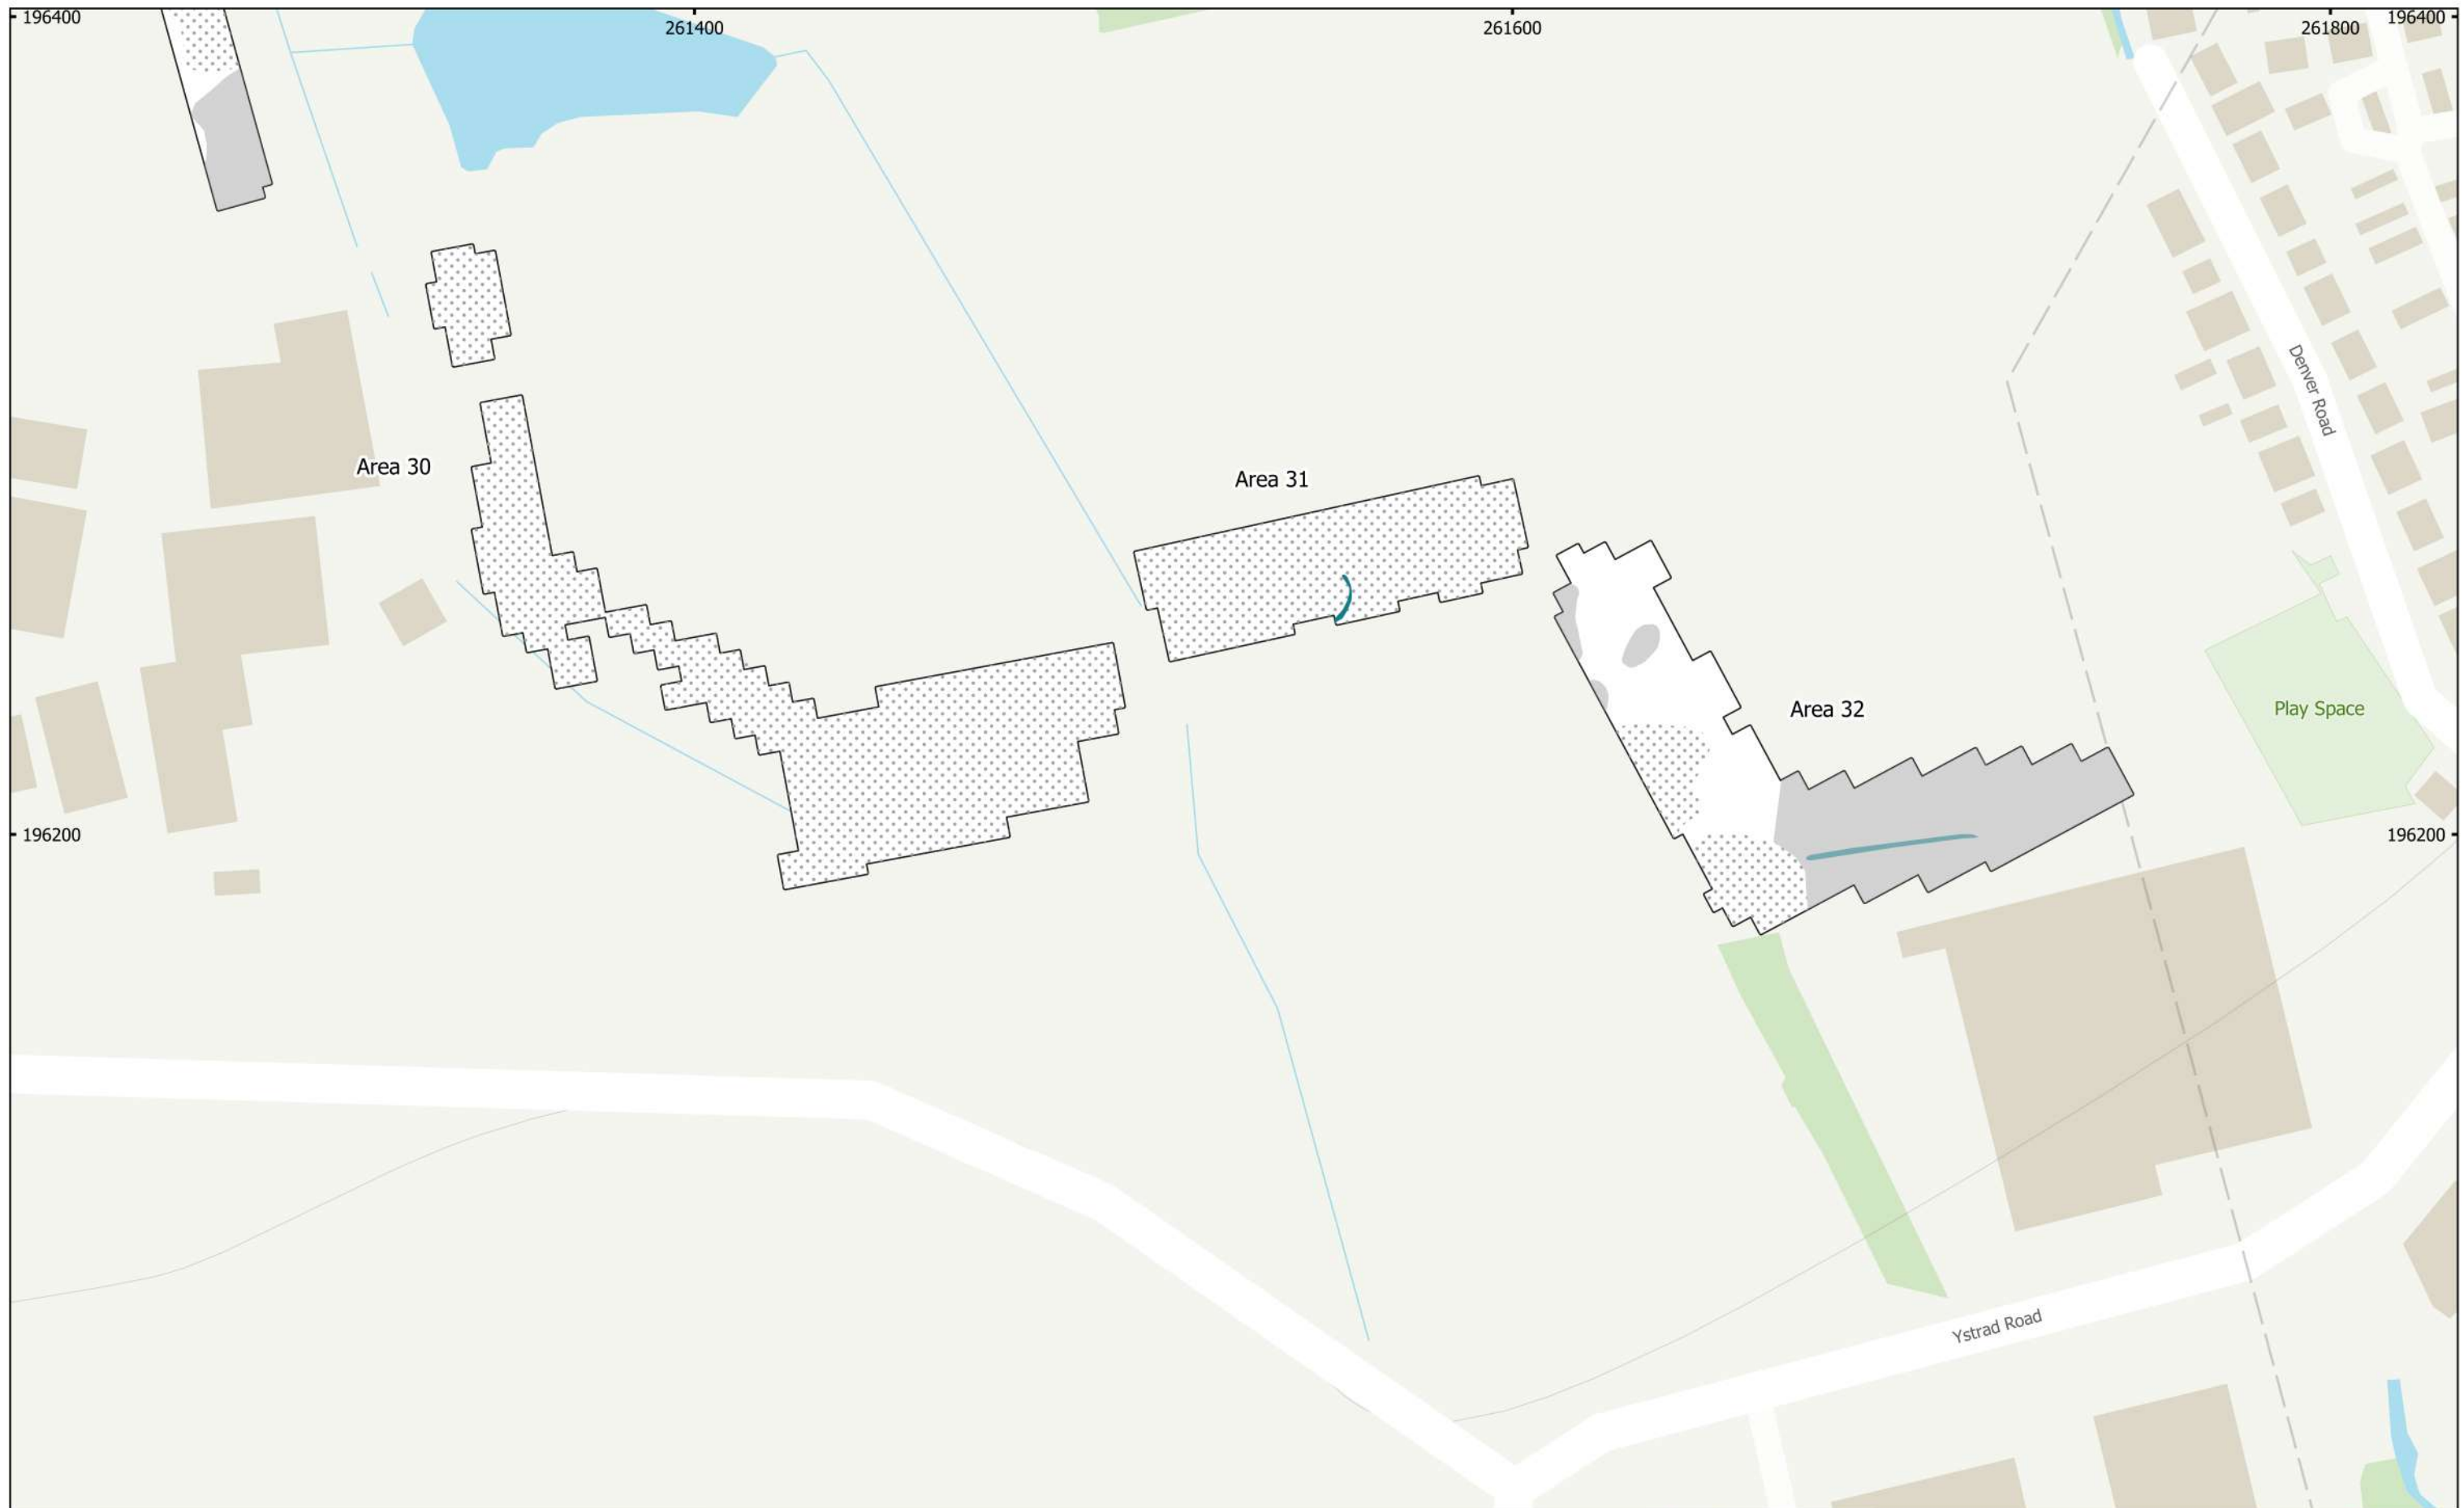 196400
261400
261600
261800
196400
Denver Road
Area 30
Area 31
Area 32
Play Space
196200
196200
Ystrad Road